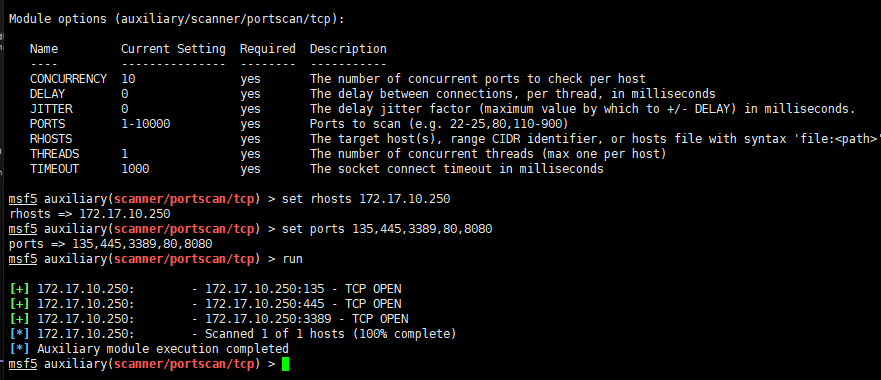 Module options (auxiliary/scanner/portscan/tcp):
Name Current Setting Required Description
---- --------------- -------- -----------
CONCURRENCY 10 yes The number of concurrent ports to check per host
DELAY 0 yes The delay between connections, per thread, in milliseconds
JITTER 0 yes The delay jitter factor (maximum value by which to +/- DELAY) in milliseconds.
PORTS 1-10000 yes Ports to scan (e.g. 22-25,80,110-900)
RHOSTS yes The target host(s), range CIDR identifier, or hosts file with syntax 'file:<path>'
THREADS 1 yes The number of concurrent threads (max one per host)
TIMEOUT 1000 yes The socket connect timeout in milliseconds
msf5 auxiliary(scanner/portscan/tcp) > set rhosts 172.17.10.250
rhosts => 172.17.10.250
msf5 auxiliary(scanner/portscan/tcp) > set ports 135,445,3389,80,8080
ports => 135,445,3389,80,8080
msf5 auxiliary(scanner/portscan/tcp) > run
[+] 172.17.10.250: - 172.17.10.250:135 - TCP OPEN
[+] 172.17.10.250: - 172.17.10.250:445 - TCP OPEN
[+] 172.17.10.250: - 172.17.10.250:3389 - TCP OPEN
[*] 172.17.10.250: - Scanned 1 of 1 hosts (100% complete)
[*] Auxiliary module execution completed
msf5 auxiliary(scanner/portscan/tcp) >